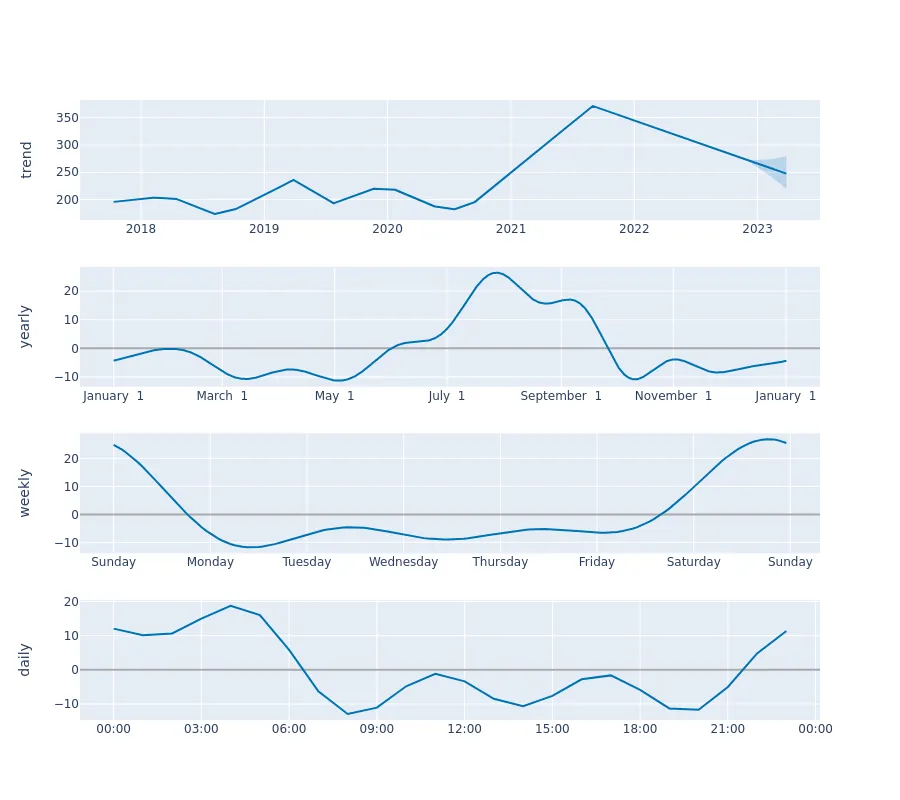 trend
350
300
250
200
2018 2019 2020 2021 2022 2023
yearly
20
10
0
−10
January 1 March 1 May 1 July 1 September 1 November 1 January 1
weekly
20
10
0
−10
Sunday Monday Tuesday Wednesday Thursday Friday Saturday Sunday
daily
20
10
0
−10
00:00 03:00 06:00 09:00 12:00 15:00 18:00 21:00 00:00